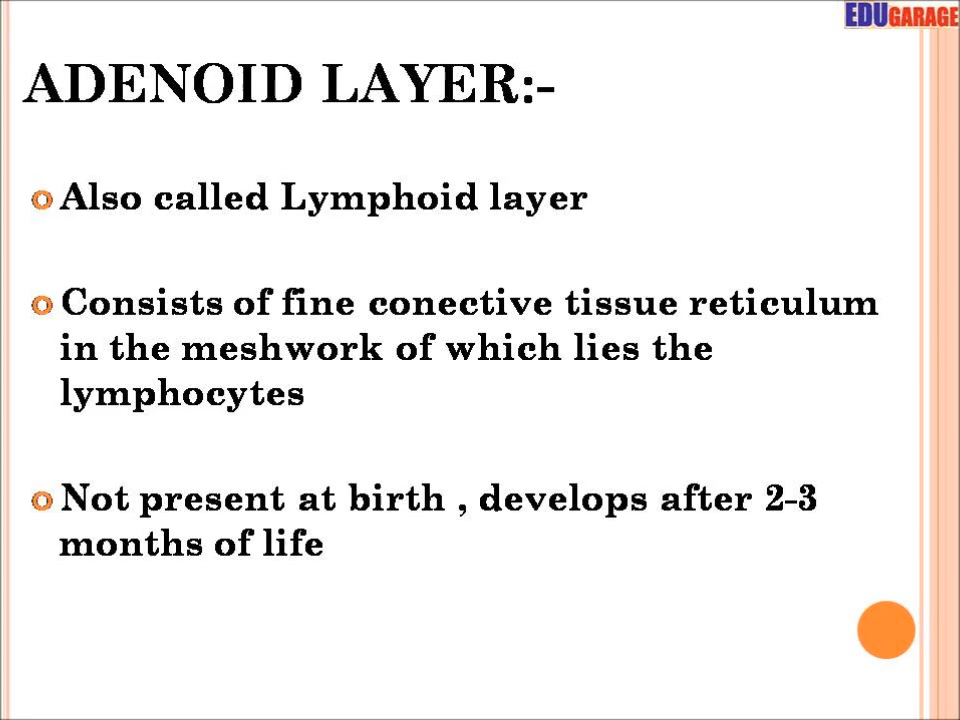 EDUGARAGE
ADENOID LAYER:-
Also called Lymphoid layer
Consists of fine conective tissue reticulum
in the meshwork of which lies the
lymphocytes
Not present at birth , develops after 2-3
months of life